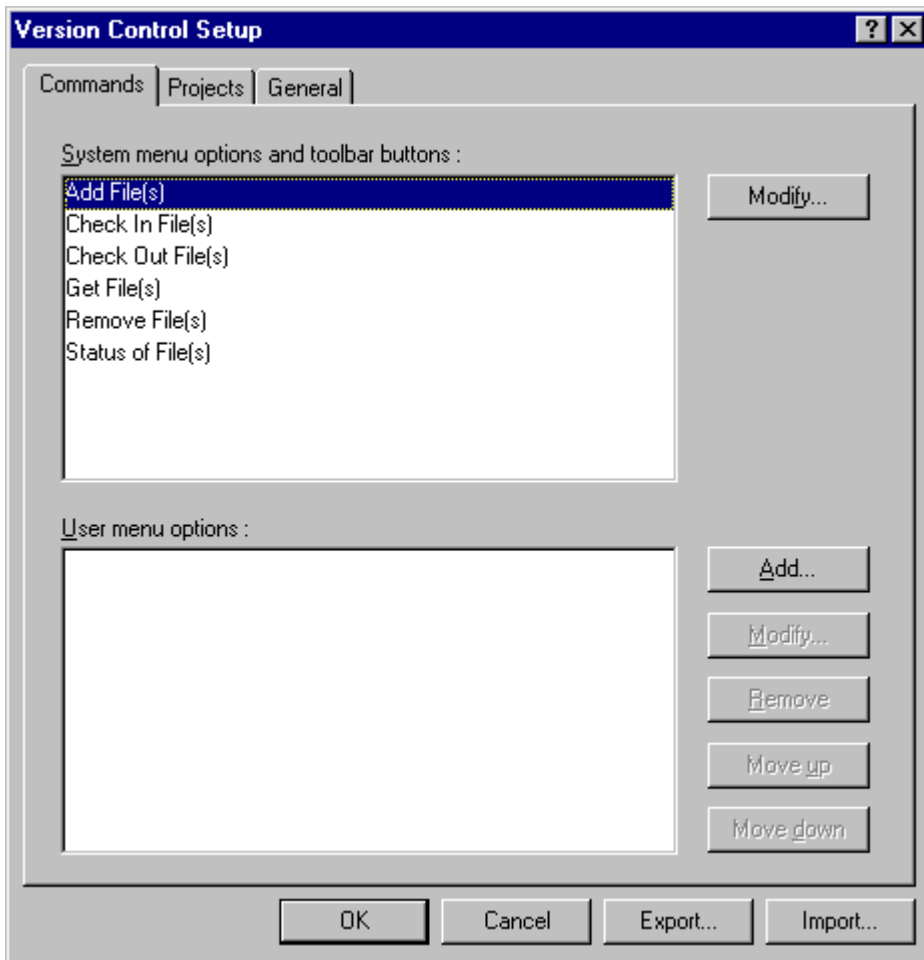 Version Control Setup
Commands Projects General
System menu options and toolbar buttons :
Add File(s)
Modify...
Check In File(s)
Check Out File(s)
Get File(s)
Remove File(s)
Status of File(s)
User menu options :
Add...
Modify...
Remove
Move up
Move down
OK Cancel Export... Import...